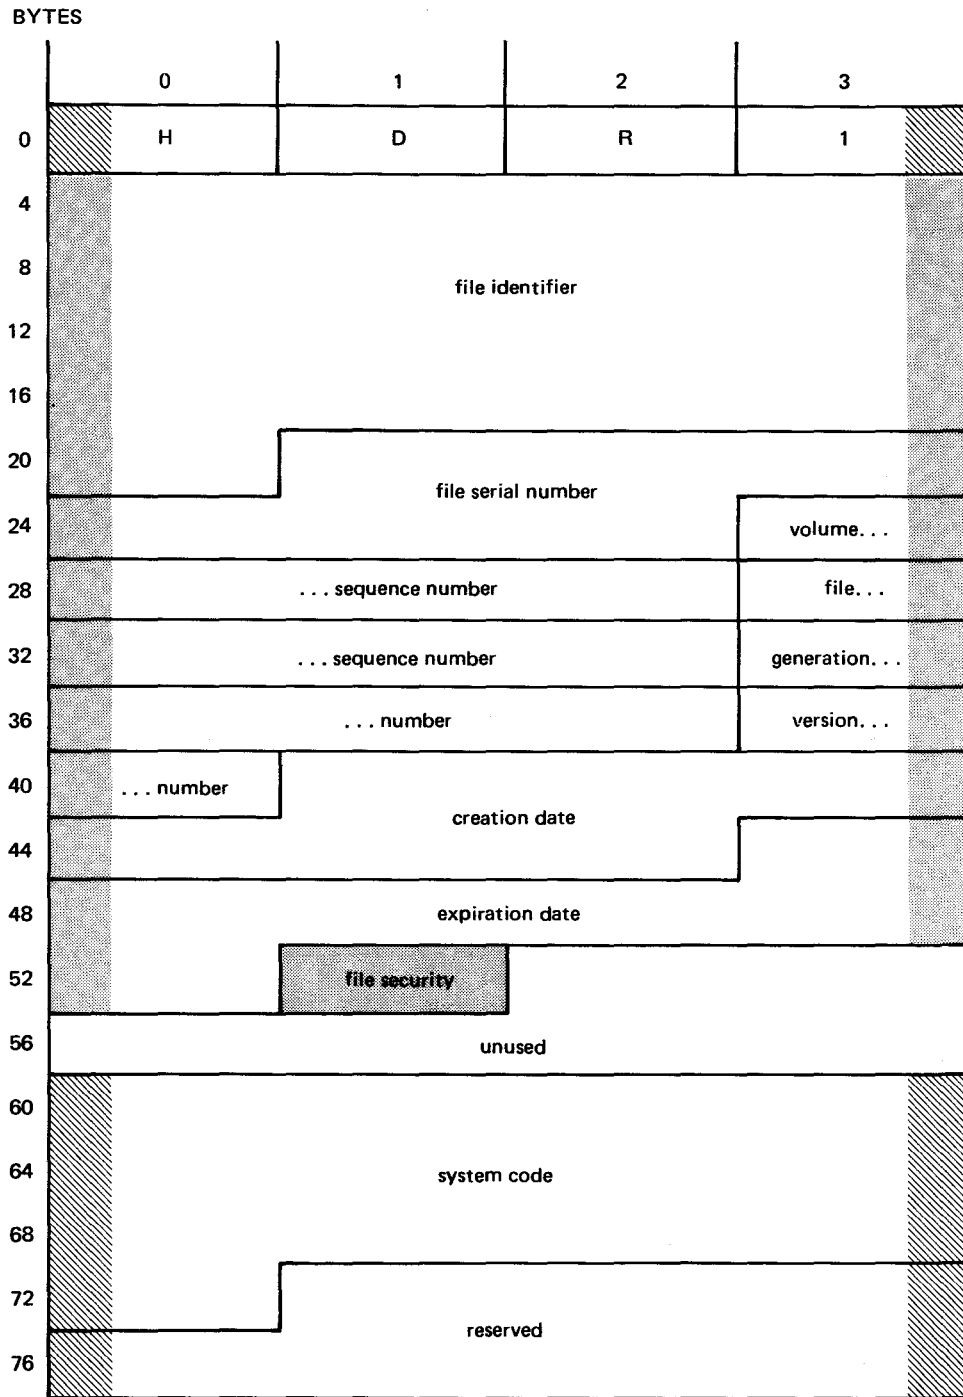 BYTES
0 1 2 3
0 H D R 1
4
8
file identifier
12
16
20
file serial number
24 volume...
28 ... sequence number file...
32 ... sequence number generation...
36 ... number version...
40 ... number
creation date
44
48 expiration date
52 file security
56 unused
60
64 system code
68
72
reserved
76